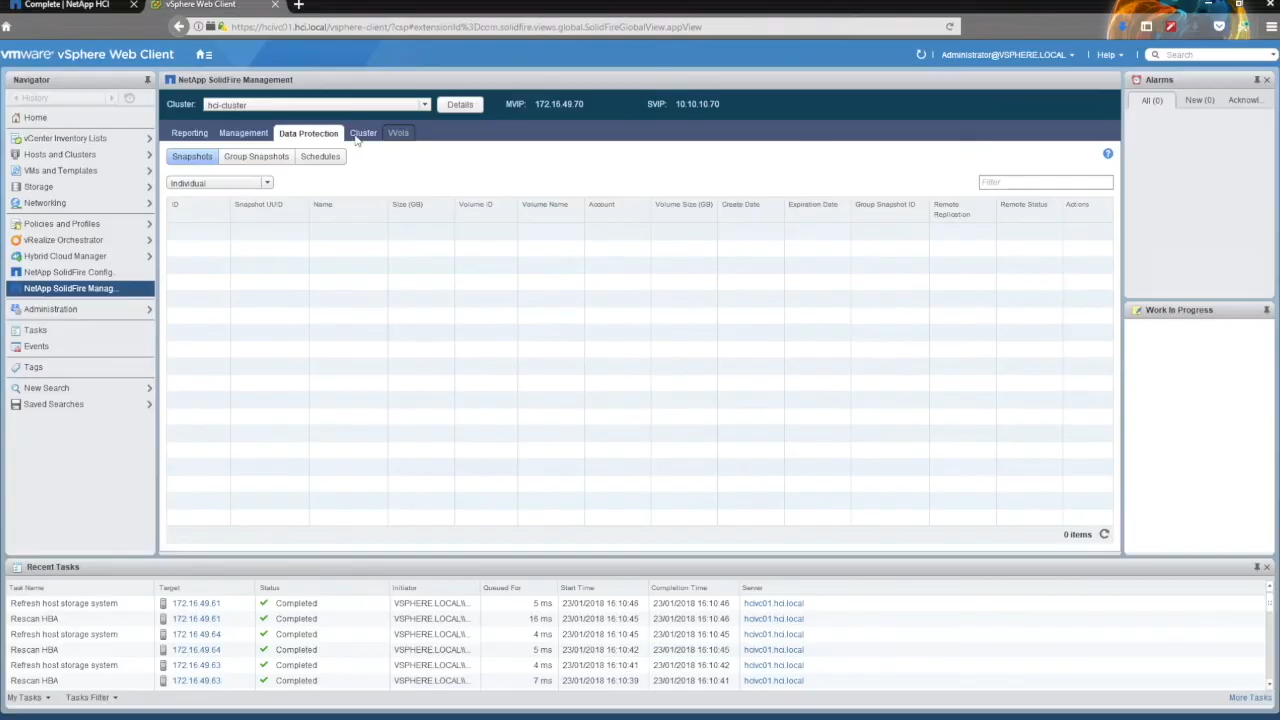 Complete | NetApp HCI
vSphere Web Client
https://hcivc01.hci.local/vsphere-client/?csp#extensionId%3Dcom.solidfire.views.global.SolidFireGlobalView.appView
vmware® vSphere Web Client
Administrator@VSPHERE.LOCAL
Help
Search
Navigator
History
Home
vCenter Inventory Lists
Hosts and Clusters
VMs and Templates
Storage
Networking
Policies and Profiles
vRealize Orchestrator
Hybrid Cloud Manager
NetApp SolidFire Config...
NetApp SolidFire Manag...
Administration
Tasks
Events
Tags
New Search
Saved Searches
NetApp SolidFire Management
Cluster: hci-cluster Details MVIP: 172.16.49.70 SVIP: 10.10.10.70
Reporting Management Data Protection Cluster VVols
Snapshots Group Snapshots Schedules
Individual Filter
ID Snapshot UUID Name Size (GB) Volume ID Volume Name Account Volume Size (GB) Create Date Expiration Date Group Snapshot ID Remote Replication Remote Status Actions
0 items
Alarms
All (0) New (0) Acknowl...
Work In Progress
Recent Tasks
Task Name Target Status Initiator Queued For Start Time Completion Time Server
Refresh host storage system 172.16.49.61 Completed VSPHERE.LOCAL\\... 5 ms 23/01/2018 16:10:46 23/01/2018 16:10:46 hcivc01.hci.local
Rescan HBA 172.16.49.61 Completed VSPHERE.LOCAL\\... 16 ms 23/01/2018 16:10:45 23/01/2018 16:10:46 hcivc01.hci.local
Refresh host storage system 172.16.49.64 Completed VSPHERE.LOCAL\\... 4 ms 23/01/2018 16:10:45 23/01/2018 16:10:45 hcivc01.hci.local
Rescan HBA 172.16.49.64 Completed VSPHERE.LOCAL\\... 5 ms 23/01/2018 16:10:42 23/01/2018 16:10:45 hcivc01.hci.local
Refresh host storage system 172.16.49.63 Completed VSPHERE.LOCAL\\... 4 ms 23/01/2018 16:10:41 23/01/2018 16:10:42 hcivc01.hci.local
Rescan HBA 172.16.49.63 Completed VSPHERE.LOCAL\\... 7 ms 23/01/2018 16:10:39 23/01/2018 16:10:41 hcivc01.hci.local
My Tasks Tasks Filter More Tasks